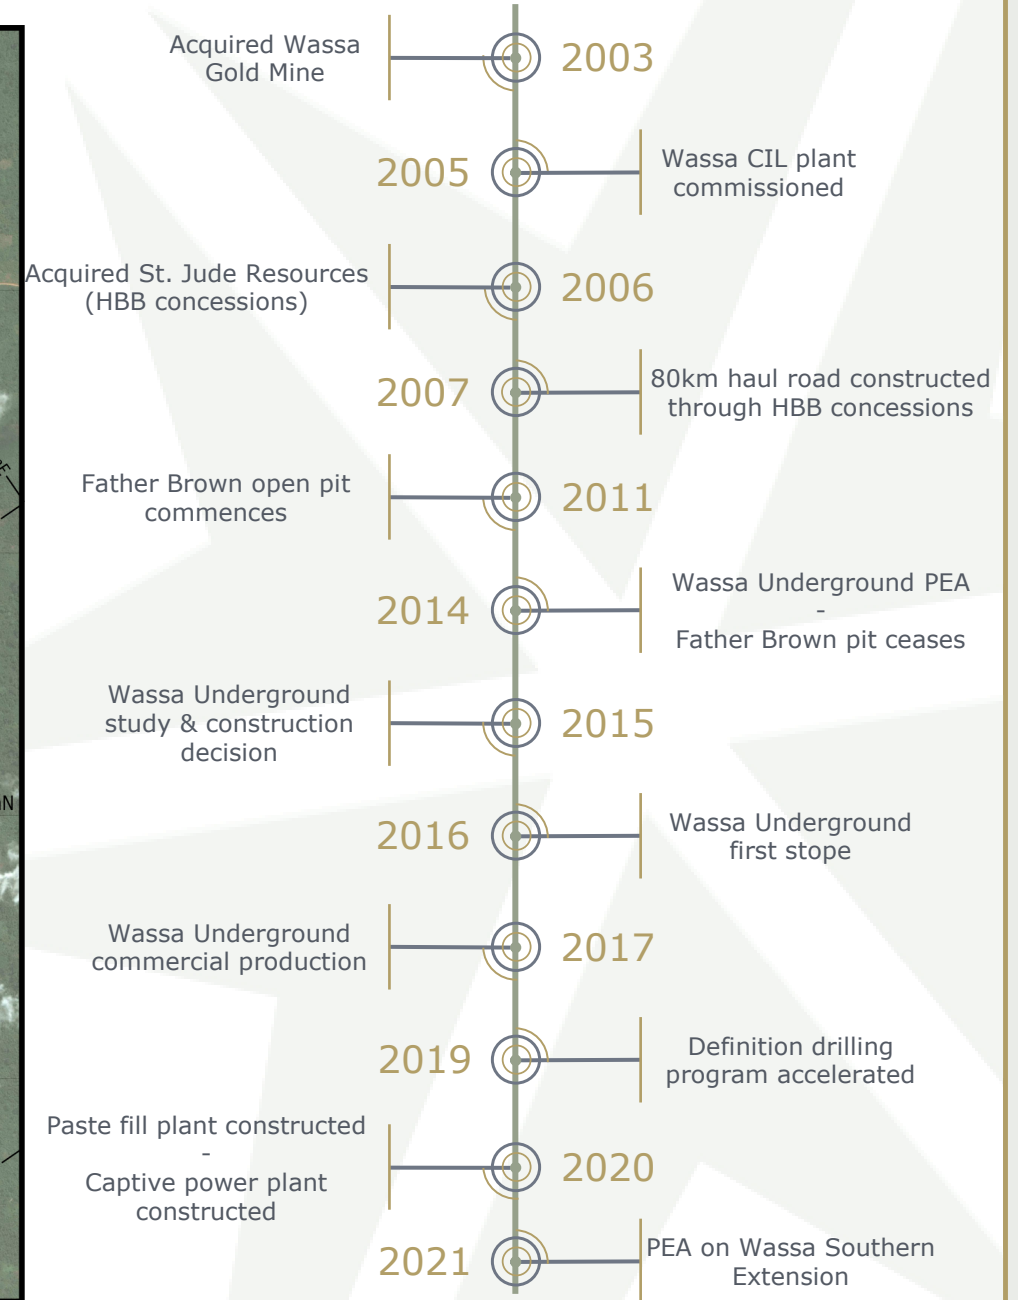 Acquired Wassa
Gold Mine
2003
2005
Wassa CIL plant
commissioned
Acquired St. Jude Resources
(HBB concessions)
2006
2007
80km haul road constructed
through HBB concessions
Father Brown open pit
commences
2011
2014
Wassa Underground PEA
-
Father Brown pit ceases
Wassa Underground
study & construction
decision
2015
2016
Wassa Underground
first stope
Wassa Underground
commercial production
2017
2019
Definition drilling
program accelerated
Paste fill plant constructed
-
Captive power plant
constructed
2020
2021
PEA on Wassa Southern
Extension